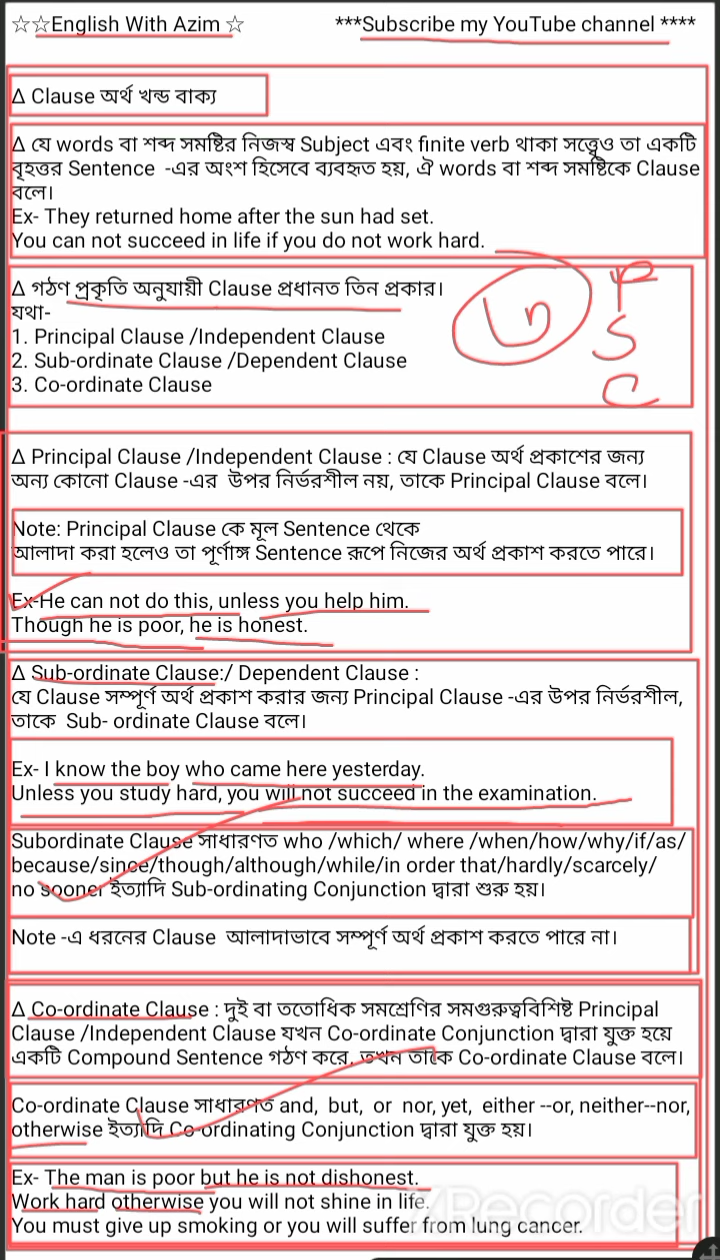 ☆☆English With Azim ☆ ***Subscribe my YouTube channel ****
∆ Clause অর্থ খন্ড বাক্য
∆ যে words বা শব্দ সমষ্টির নিজস্ব Subject এবং finite verb থাকা সত্ত্বেও তা একটি
বৃহত্তর Sentence -এর অংশ হিসেবে ব্যবহৃত হয়, ঐ words বা শব্দ সমষ্টিকে Clause
বলে।
Ex- They returned home after the sun had set.
You can not succeed in life if you do not work hard.
∆ গঠণ প্রকৃতি অনুযায়ী Clause প্রধানত তিন প্রকার।
যথা-
1. Principal Clause /Independent Clause
2. Sub-ordinate Clause /Dependent Clause
3. Co-ordinate Clause
P
S
C
∆ Principal Clause /Independent Clause : যে Clause অর্থ প্রকাশের জন্য
অন্য কোনো Clause -এর উপর নির্ভরশীল নয়, তাকে Principal Clause বলে।
Note: Principal Clause কে মূল Sentence থেকে
আলাদা করা হলেও তা পূর্ণাঙ্গ Sentence রূপে নিজের অর্থ প্রকাশ করতে পারে।
Ex-He can not do this, unless you help him.
Though he is poor, he is honest.
∆ Sub-ordinate Clause:/ Dependent Clause :
যে Clause সম্পূর্ণ অর্থ প্রকাশ করার জন্য Principal Clause -এর উপর নির্ভরশীল,
তাকে Sub- ordinate Clause বলে।
Ex- I know the boy who came here yesterday.
Unless you study hard, you will not succeed in the examination.
Subordinate Clause সাধারণত who /which/ where /when/how/why/if/as/
because/since/though/although/while/in order that/hardly/scarcely/
no sooner ইত্যাদি Sub-ordinating Conjunction দ্বারা শুরু হয়।
Note -এ ধরনের Clause আলাদাভাবে সম্পূর্ণ অর্থ প্রকাশ করতে পারে না।
∆ Co-ordinate Clause : দুই বা ততোধিক সমশ্রেণির সমগুরুত্ববিশিষ্ট Principal
Clause /Independent Clause যখন Co-ordinate Conjunction দ্বারা যুক্ত হয়ে
একটি Compound Sentence গঠণ করে, তখন তাকে Co-ordinate Clause বলে।
Co-ordinate Clause সাধারণত and, but, or nor, yet, either --or, neither--nor,
otherwise ইত্যাদি Co-ordinating Conjunction দ্বারা যুক্ত হয়।
Ex- The man is poor but he is not dishonest.
Work hard otherwise you will not shine in life.
You must give up smoking or you will suffer from lung cancer.